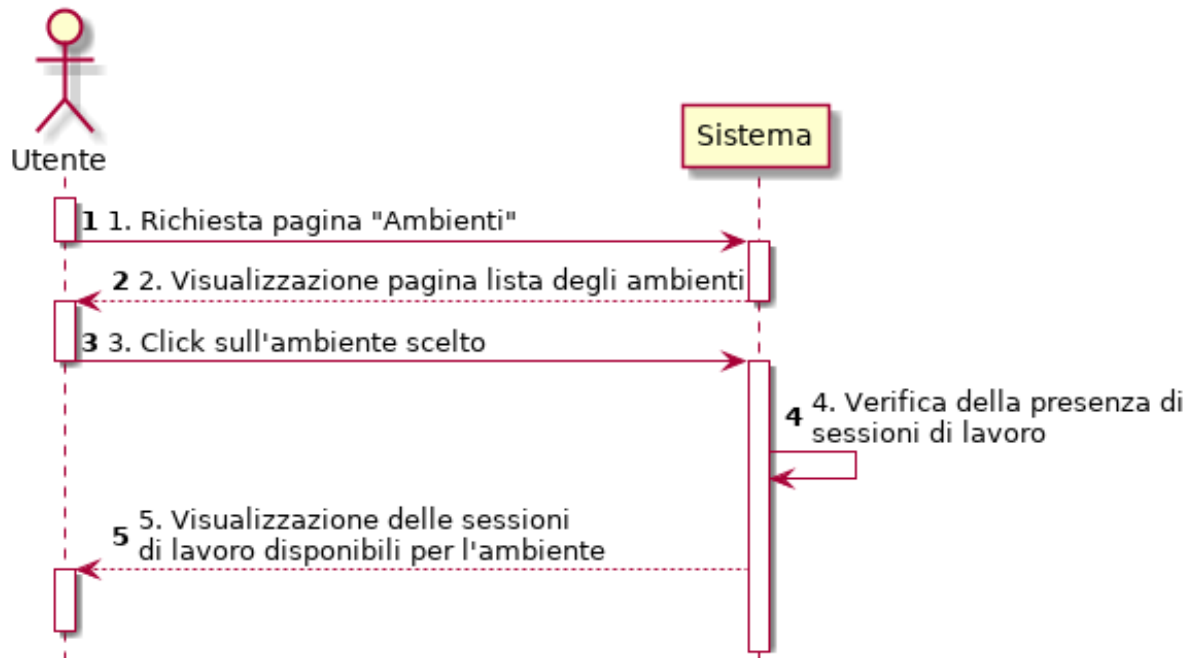 Utente
Sistema
1 1. Richiesta pagina "Ambienti"
2 2. Visualizzazione pagina lista degli ambienti
3 3. Click sull'ambiente scelto
4 4. Verifica della presenza di
sessioni di lavoro
5 5. Visualizzazione delle sessioni
di lavoro disponibili per l'ambiente